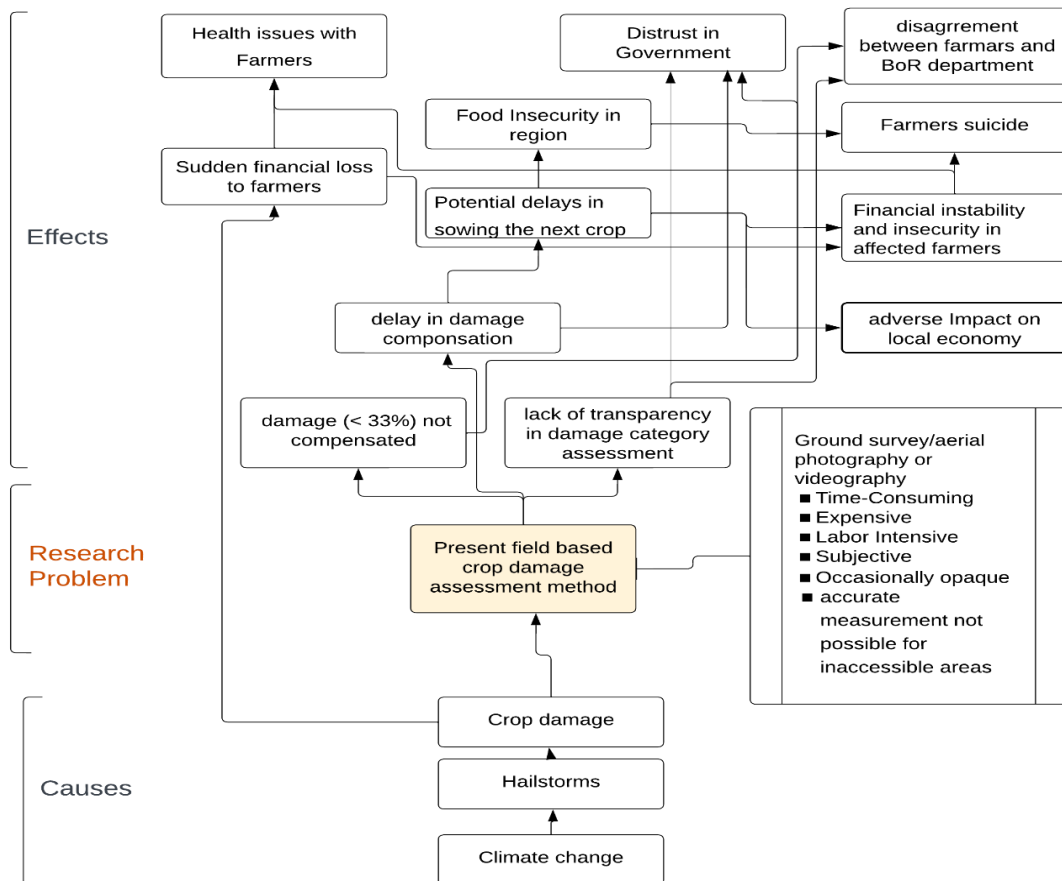 Health issues with
Farmers
Distrust in
Government
disagrrement
between farmars and
BoR department
Food Insecurity in
region
Farmers suicide
Sudden financial loss
to farmers
Potential delays in
sowing the next crop
Financial instability
and insecurity in
affected farmers
Effects
delay in damage
componsation
adverse Impact on
local economy
damage (< 33%) not
compensated
lack of transparency
in damage category
assessment
Ground survey/aerial
photography or
videography
■ Time-Consuming
■ Expensive
■ Labor Intensive
■ Subjective
■ Occasionally opaque
■ accurate
measurement not
possible for
inaccessible areas
Research
Problem
Present field based
crop damage
assessment method
Crop damage
Hailstorms
Causes
Climate change